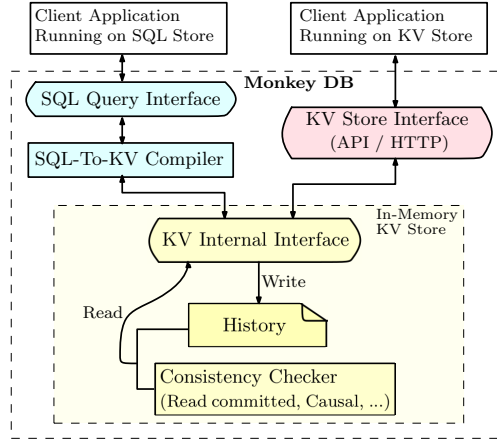 Client Application
Running on SQL Store
Client Application
Running on KV Store
Monkey DB
SQL Query Interface
KV Store Interface
(API / HTTP)
SQL-To-KV Compiler
In-Memory
KV Store
KV Internal Interface
Write
Read
History
Consistency Checker
(Read committed, Causal, ...)